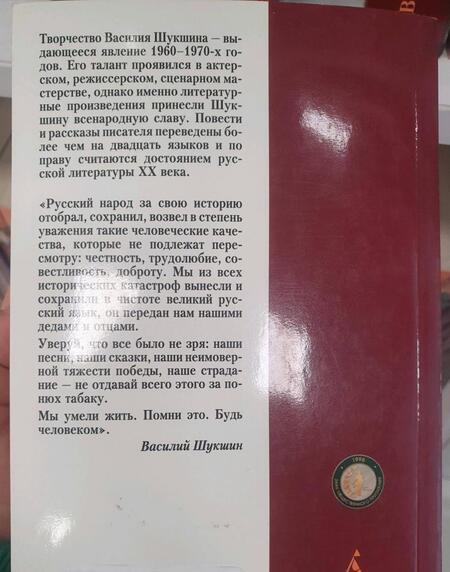 Творчество Василия Шукшина – вы-
дающееся явление 1960–1970-х го-
дов. Его талант проявился в актер-
ском, режиссерском, сценарном ма-
стерстве, однако именно литератур-
ные произведения принесли Шук-
шину всенародную славу. Повести
и рассказы писателя переведены бо-
лее чем на двадцать языков и по
праву считаются достоянием рус-
ской литературы XX века.
«Русский народ за свою историю
отобрал, сохранил, возвел в степень
уважения такие человеческие каче-
ства, которые не подлежат пере-
смотру: честность, трудолюбие, со-
вестливость, доброту. Мы из всех
исторических катастроф вынесли и
сохранили в чистоте великий рус-
ский язык, он передан нам нашими
дедами и отцами.
Уверуй, что все было не зря: наши
песни, наши сказки, наши неимовер-
ной тяжести победы, наше страда-
ние – не отдавай всего этого за по-
нюх табаку.
Мы умели жить. Помни это. Будь
человеком».
Василий Шукшин
1998